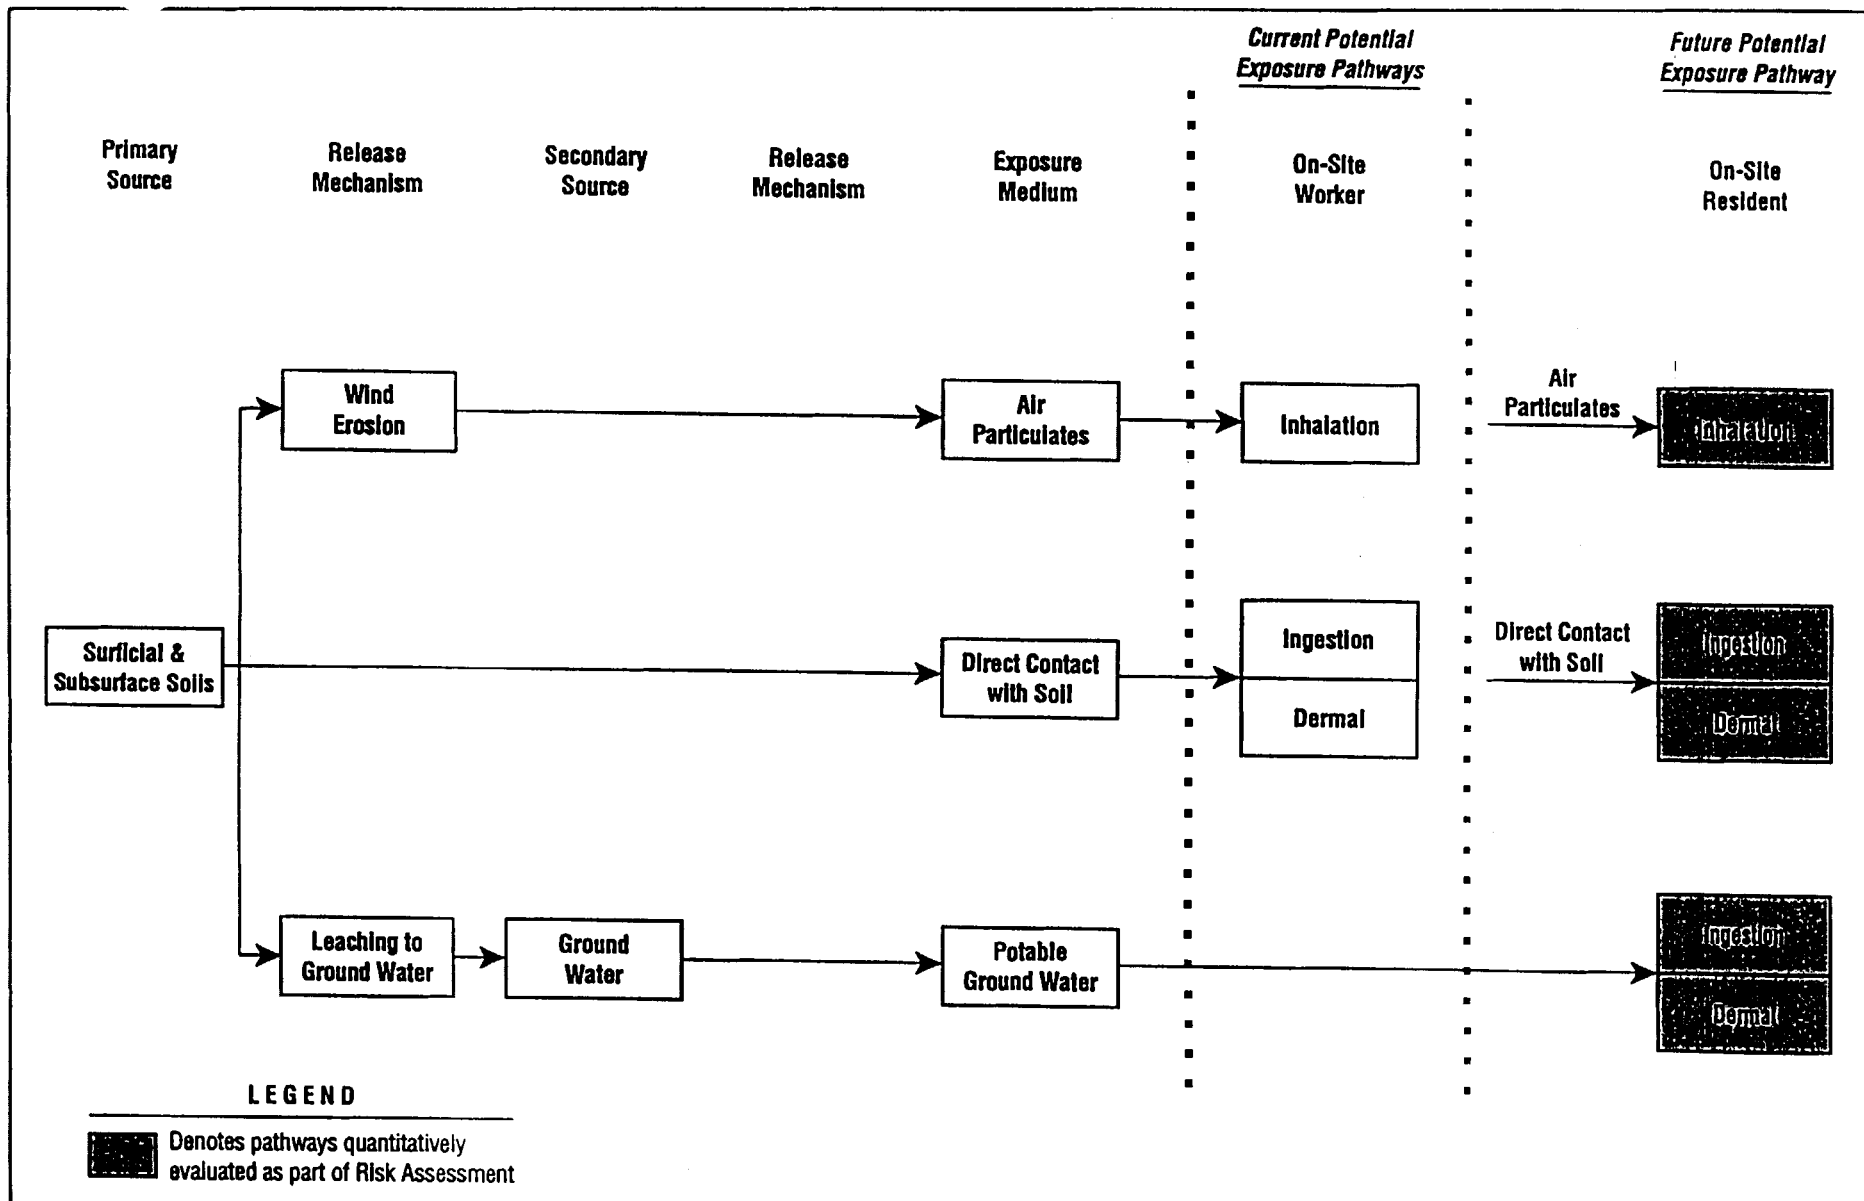 Current Potential
Exposure Pathways
Future Potential
Exposure Pathway
Primary
Source
Release
Mechanism
Secondary
Source
Release
Mechanism
Exposure
Medium
On-Site
Worker
On-Site
Resident
Wind
Erosion
Air
Particulates
Inhalation
Air
Particulates
Inhalation
Surficial &
Subsurface Soils
Direct Contact
with Soil
Ingestion
Dermal
Direct Contact
with Soil
Ingestion
Dermal
Leaching to
Ground Water
Ground
Water
Potable
Ground Water
Ingestion
Dermal
LEGEND
Denotes pathways quantitatively
evaluated as part of Risk Assessment